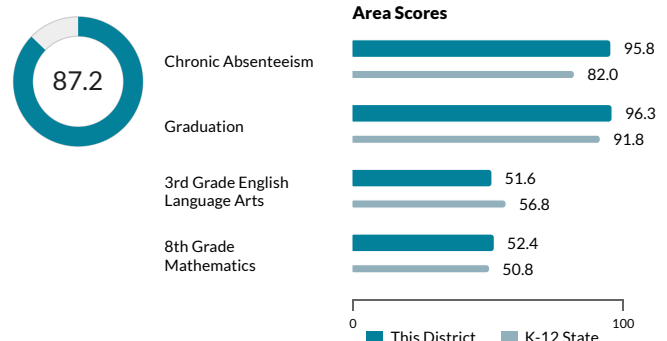 Area Scores
87.2
Chronic Absenteeism
95.8
82.0
Graduation
96.3
91.8
3rd Grade English
Language Arts
51.6
56.8
8th Grade
Mathematics
52.4
50.8
0
100
This District
K-12 State